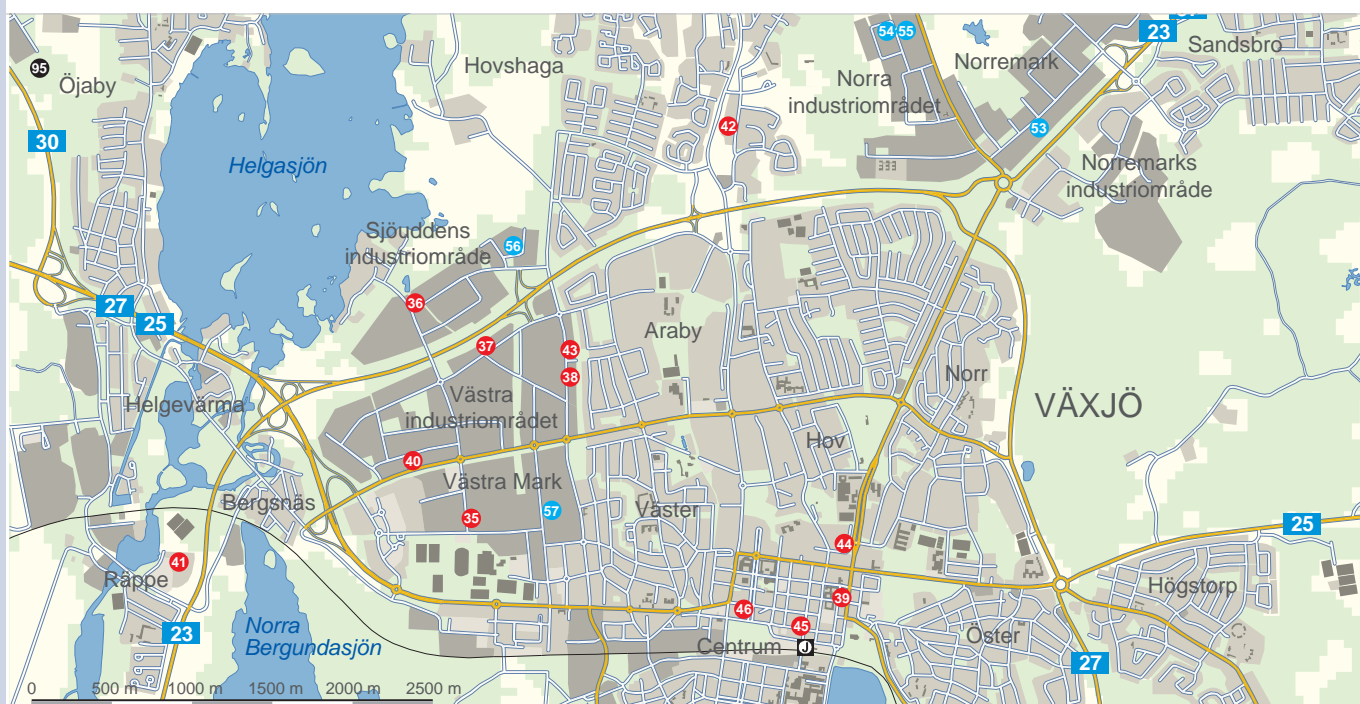 54
55
23
Sandsbro
95
Öjaby
Hovshaga
Norremark
Norra
industriområdet
30
42
53
Helgasjön
Norremarks
industriområde
Sjöuddens
industriområde
56
27
25
36
37
43
38
Araby
Norr
VÄXJÖ
Helgevärma
Västra
industriområdet
Hov
40
Västra Mark
Bergsnäs
35
57
Väster
25
41
Räppe
44
Högstorp
39
46
45
23
Norra
Bergundasjön
Centrum
J
Öster
27
0 500 m 1000 m 1500 m 2000 m 2500 m